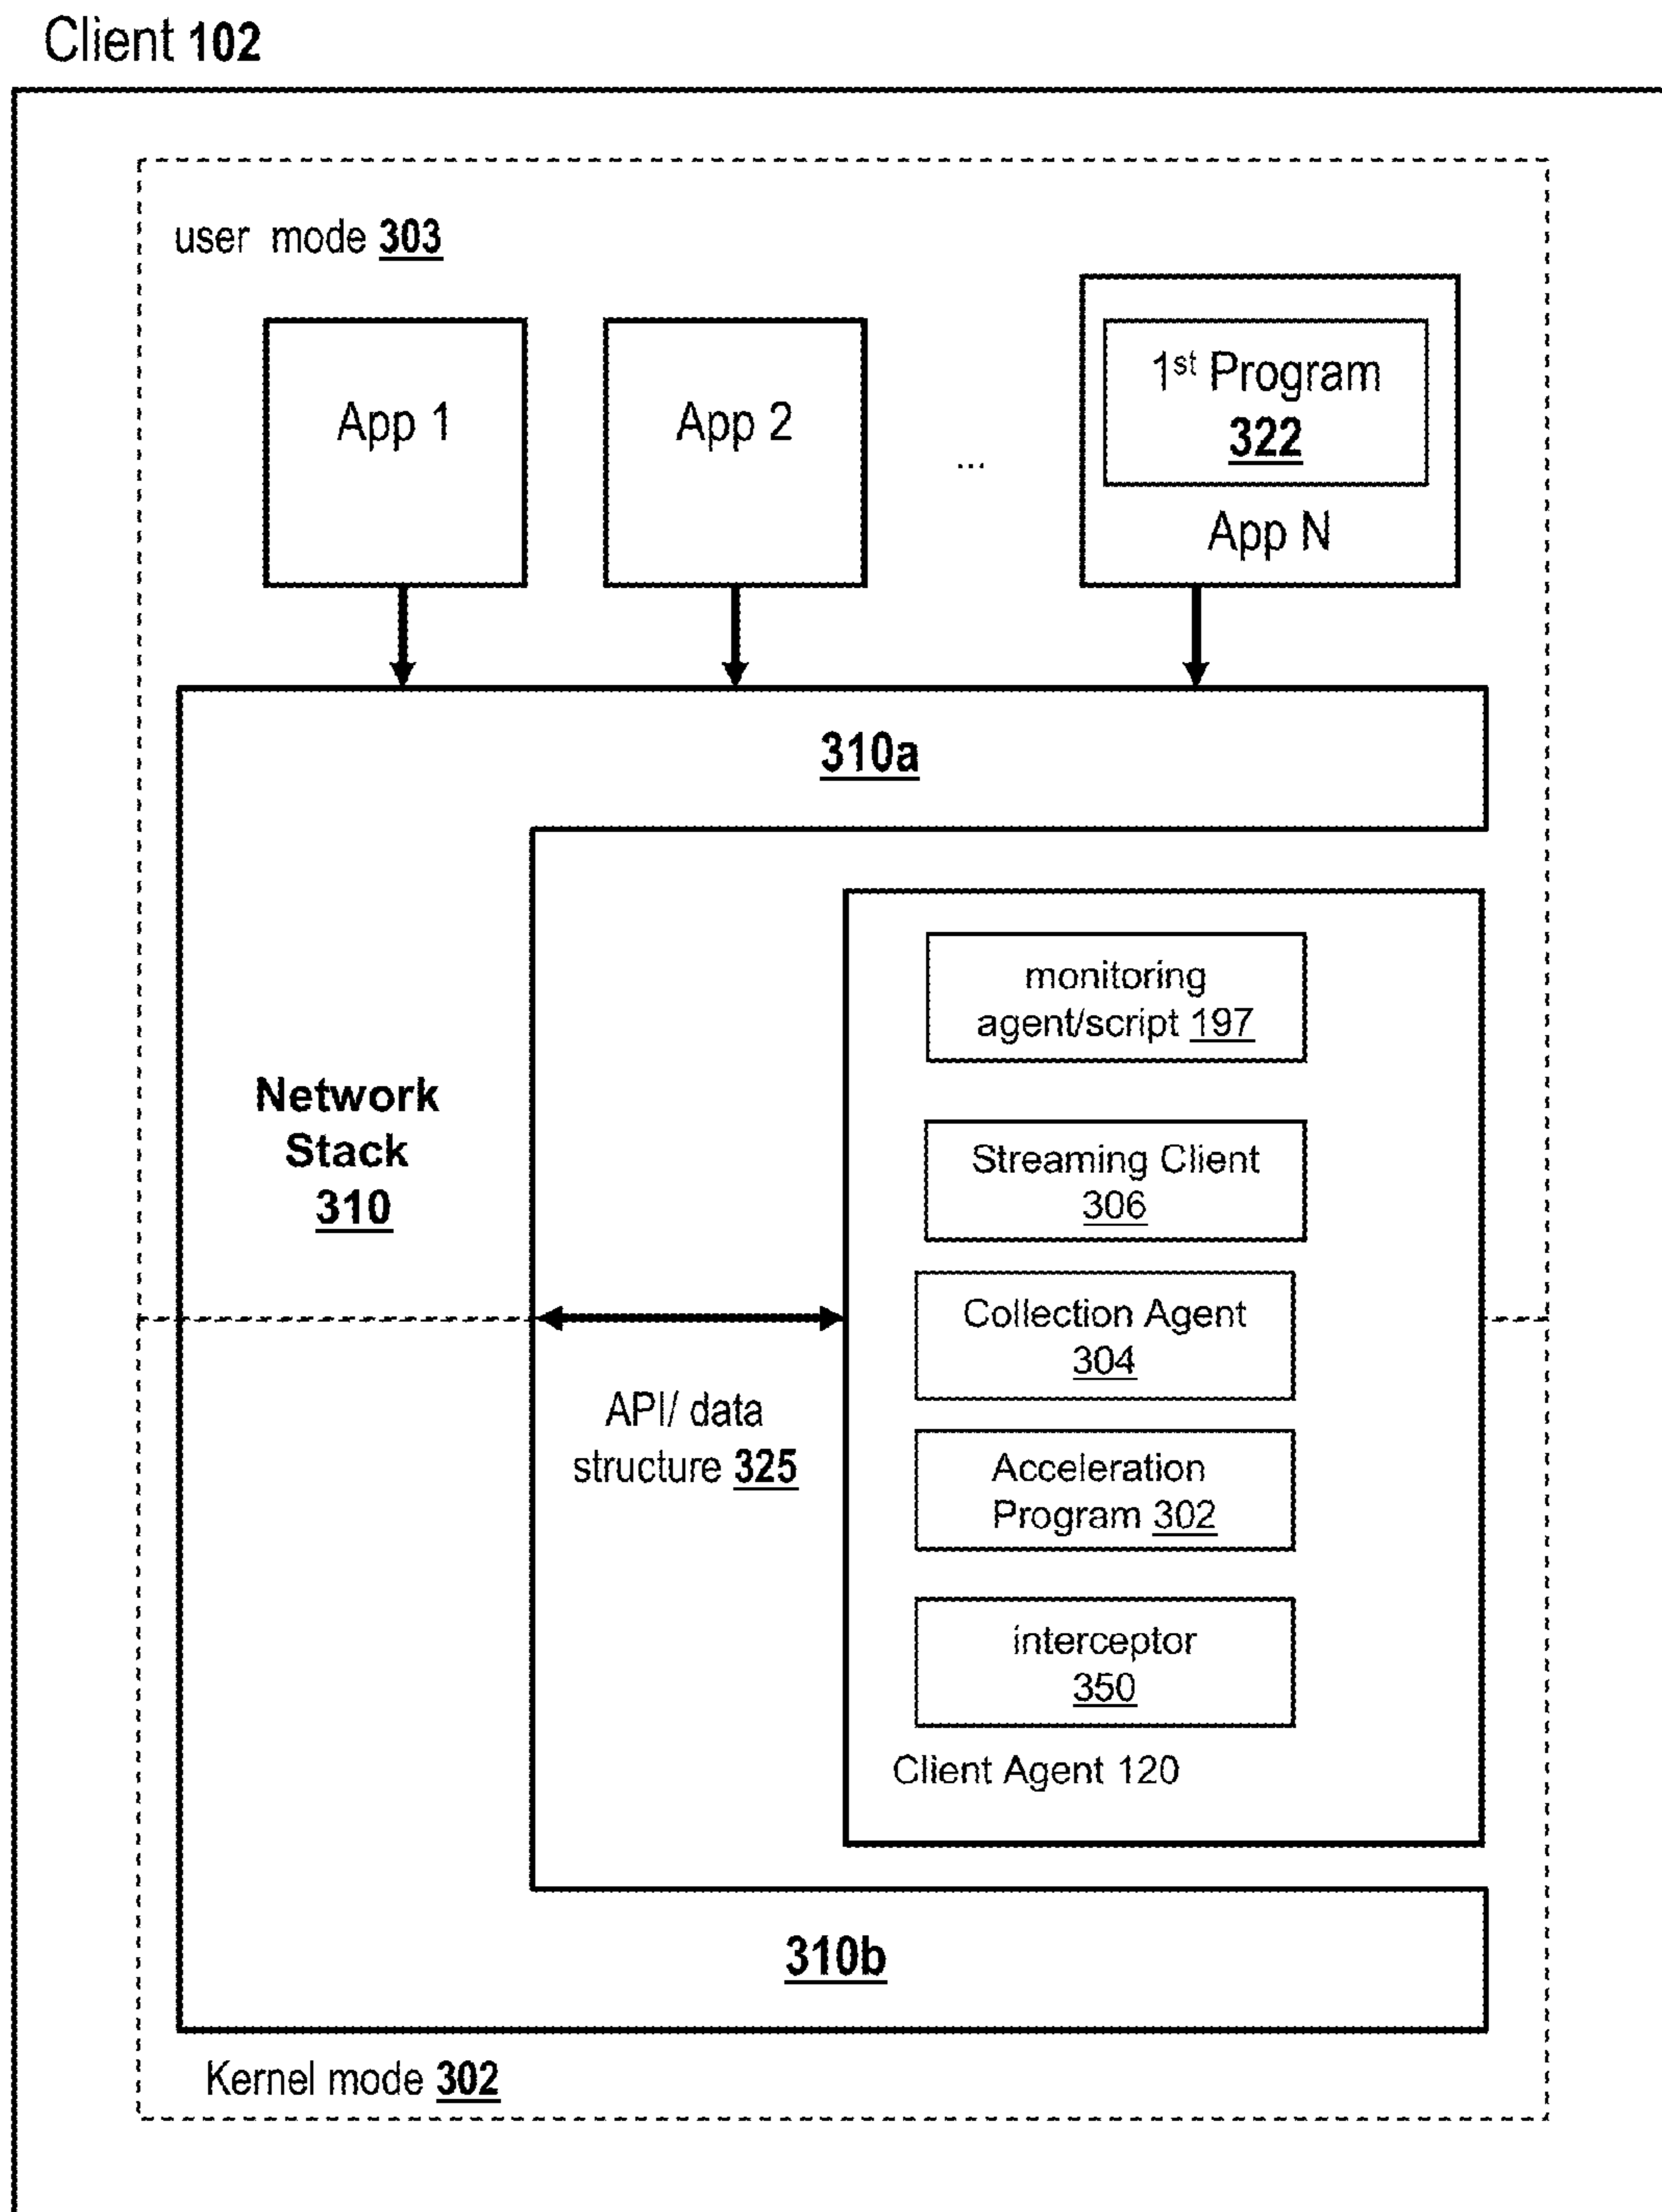 Client 102
user mode 303
App 1
App 2
...
1st Program
322
App N
310a
Network
Stack
310
monitoring
agent/script 197
Streaming Client
306
Collection Agent
304
API/ data
structure 325
Acceleration
Program 302
interceptor
350
Client Agent 120
310b
Kernel mode 302